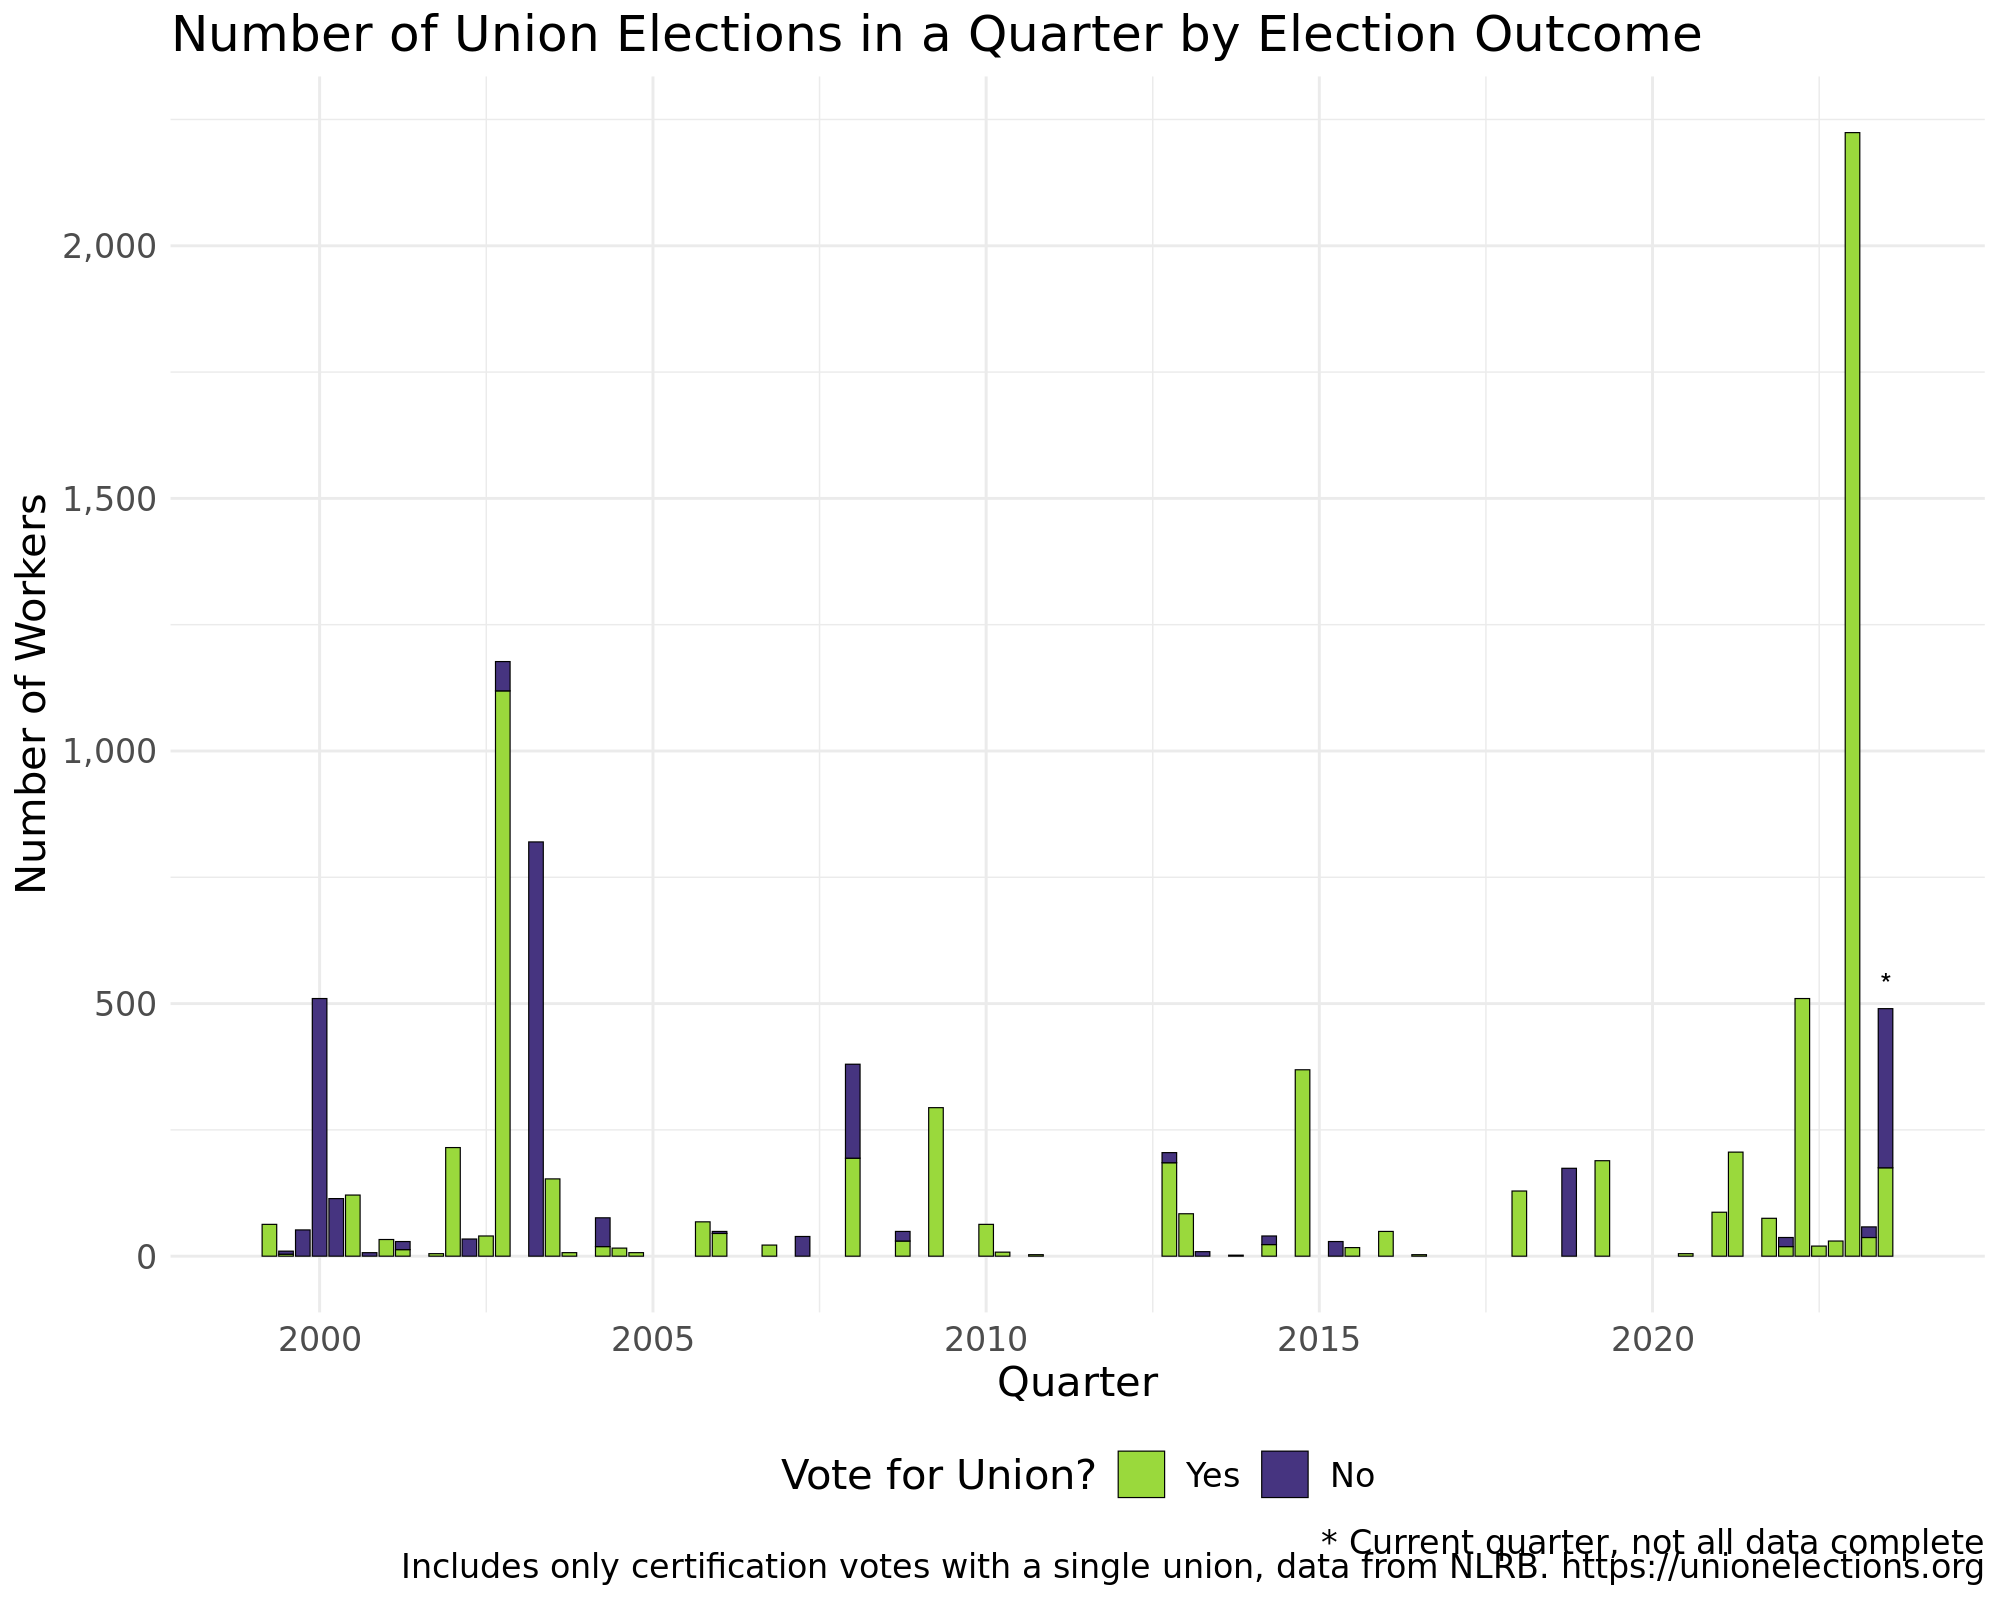 Number of Union Elections in a Quarter by Election Outcome
Number of Workers
2,000
1,500
1,000
500
0
*
2000 2005 2010 2015 2020
Quarter
Vote for Union? Yes No
* Current quarter, not all data complete
Includes only certification votes with a single union, data from NLRB. https://unionelections.org